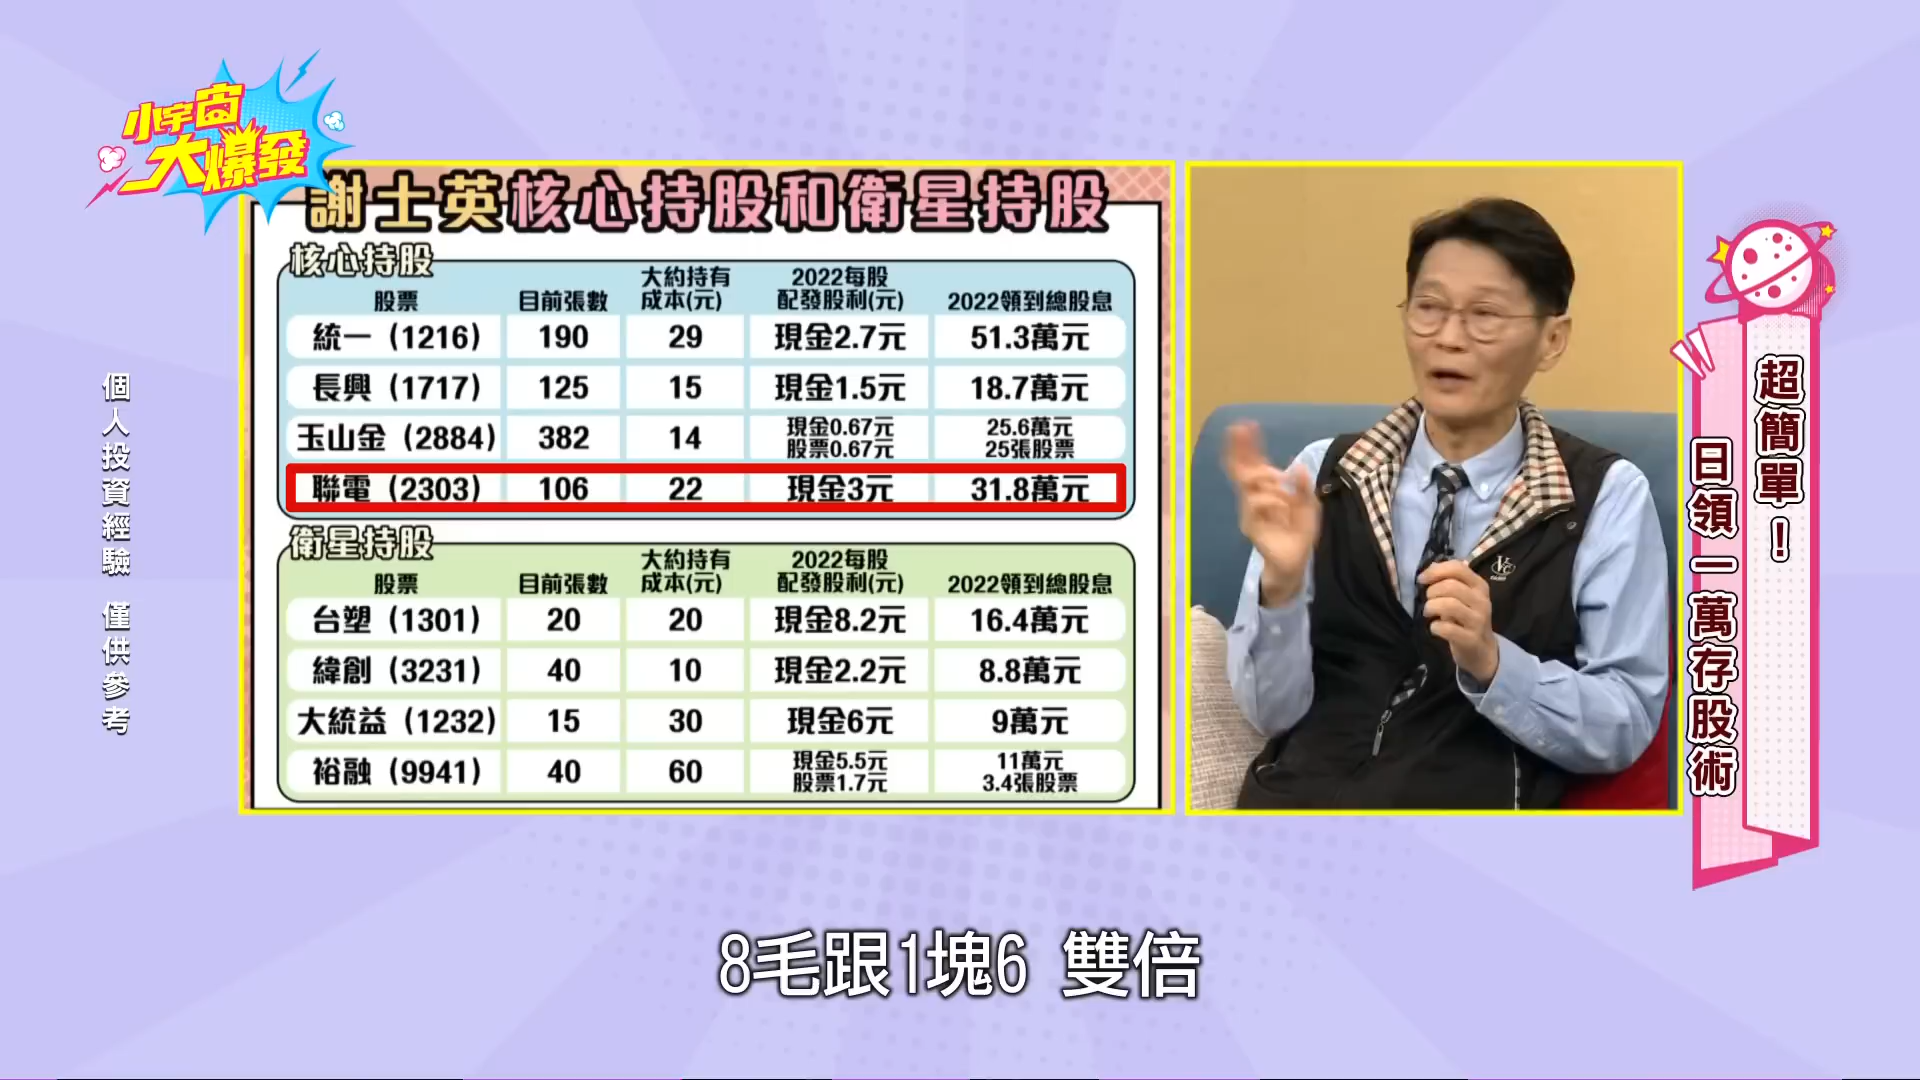 小宇宙
大爆發
謝士英核心持股和衛星持股
核心持股
股票 目前張數 大約持有成本(元) 2022每股配發股利(元) 2022領到總股息
統一（1216） 190 29 現金2.7元 51.3萬元
長興（1717） 125 15 現金1.5元 18.7萬元
玉山金（2884） 382 14 現金0.67元 股票0.67元 25.6萬元 25張股票
聯電（2303） 106 22 現金3元 31.8萬元
衛星持股
股票 目前張數 大約持有成本(元) 2022每股配發股利(元) 2022領到總股息
台塑（1301） 20 20 現金8.2元 16.4萬元
緯創（3231） 40 10 現金2.2元 8.8萬元
大統益（1232） 15 30 現金6元 9萬元
裕融（9941） 40 60 現金5.5元 股票1.7元 11萬元 3.4張股票
個人投資經驗 僅供參考
超簡單！
日領一萬存股術
8毛跟1塊6 雙倍